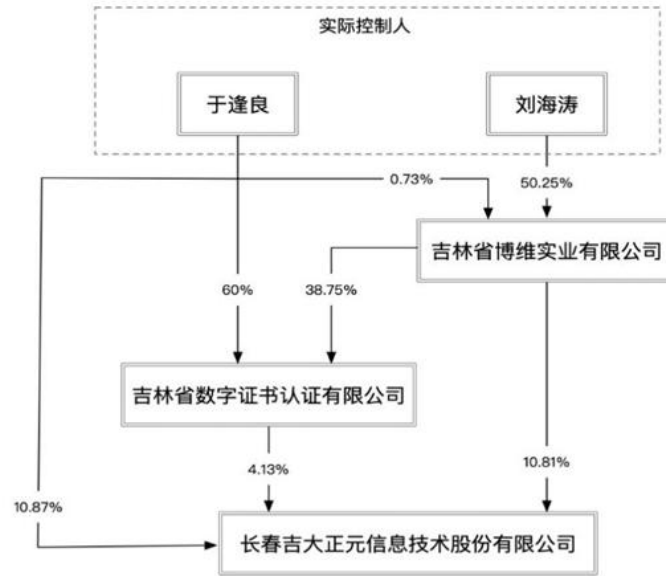 实际控制人
于逢良
刘海涛
0.73%
50.25%
吉林省博维实业有限公司
60%
38.75%
吉林省数字证书认证有限公司
4.13%
10.81%
10.87%
长春吉大正元信息技术股份有限公司